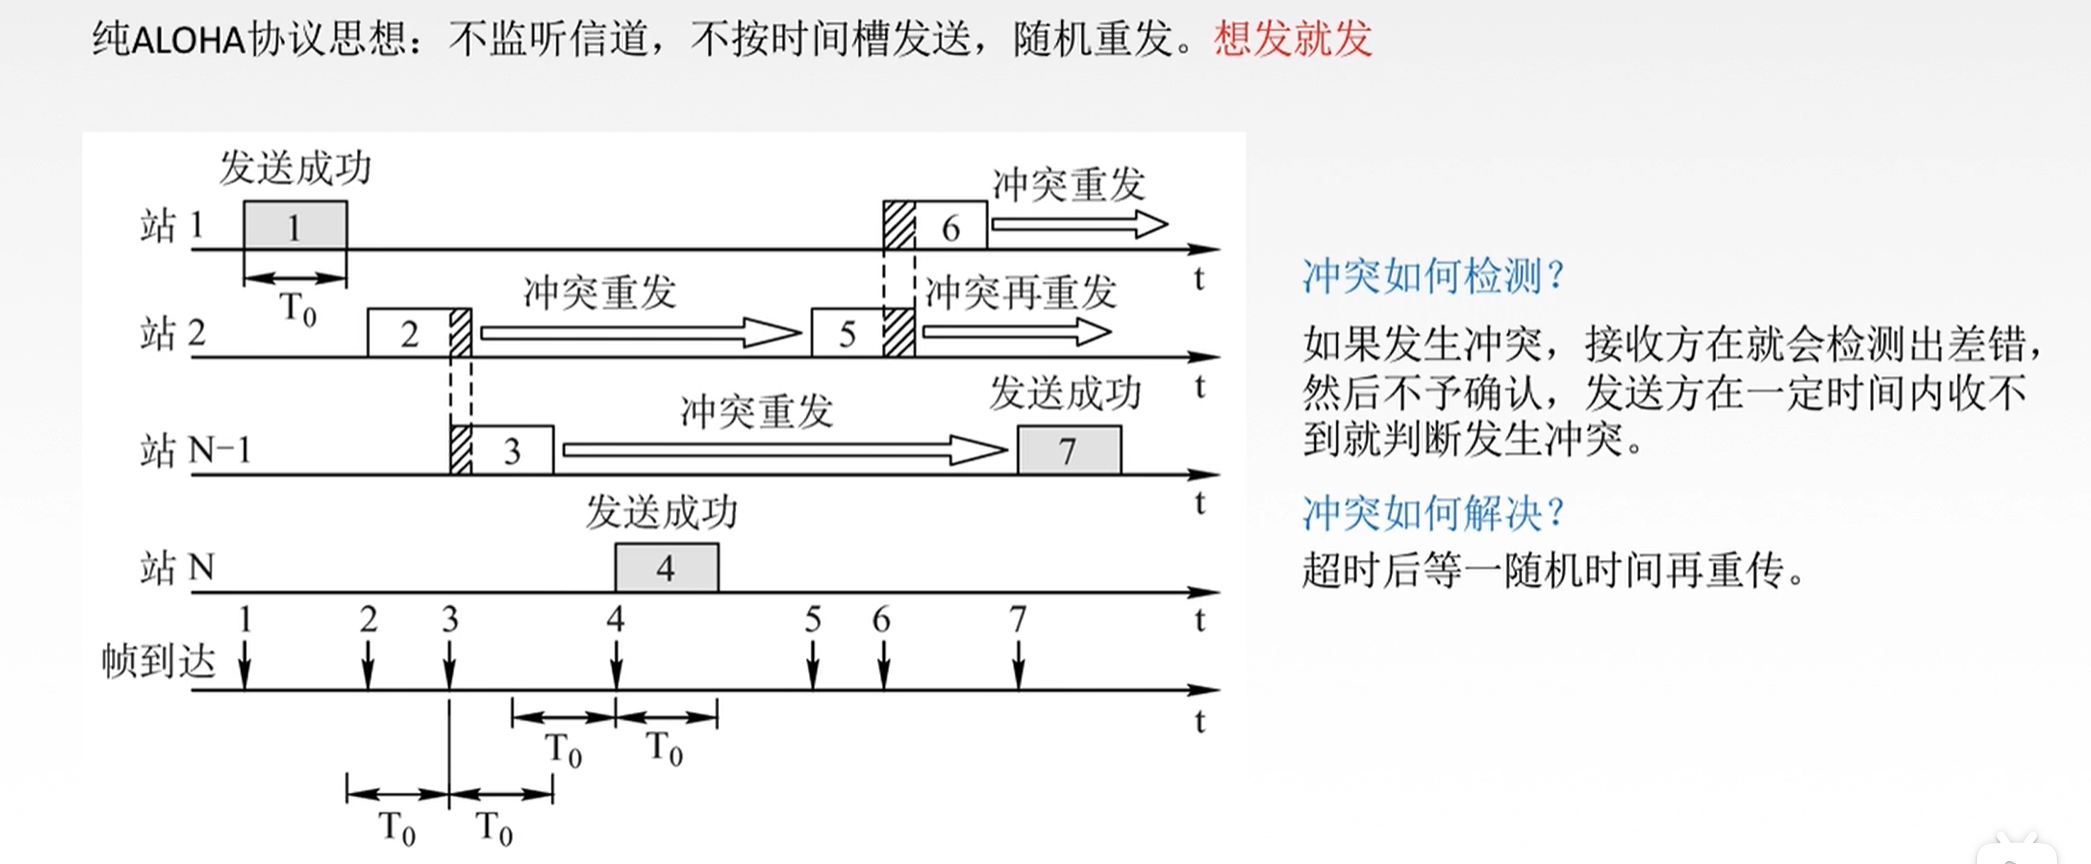 纯ALOHA协议思想：不监听信道，不按时间槽发送，随机重发。想发就发
发送成功
站 1
1
6
冲突重发
t
T0
站 2
2
冲突重发
5
冲突再重发
t
站 N-1
3
冲突重发
发送成功
7
t
发送成功
站 N
4
t
1 2 3 4 5 6 7
帧到达
t
T0 T0
T0 T0
冲突如何检测？
如果发生冲突，接收方在就会检测出差错，
然后不予确认，发送方在一定时间内收不
到就判断发生冲突。
冲突如何解决？
超时后等一随机时间再重传。